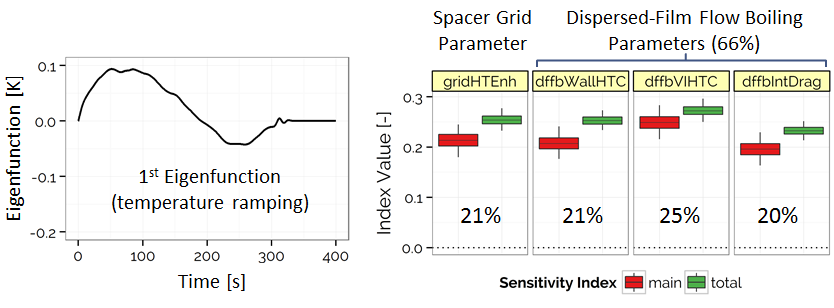 Eigenfunction [K]
0.1
0.0
-0.1
-0.2
1st Eigenfunction
(temperature ramping)
0
100
200
300
400
Time [s]
Spacer Grid
Parameter
Dispersed-Film Flow Boiling
Parameters (66%)
gridHTEnh
dffbWallHTC
dffbVIHTC
dffbIntDrag
Index Value [-]
0.3
0.2
0.1
0.0
21%
21%
25%
20%
Sensitivity Index
main
total